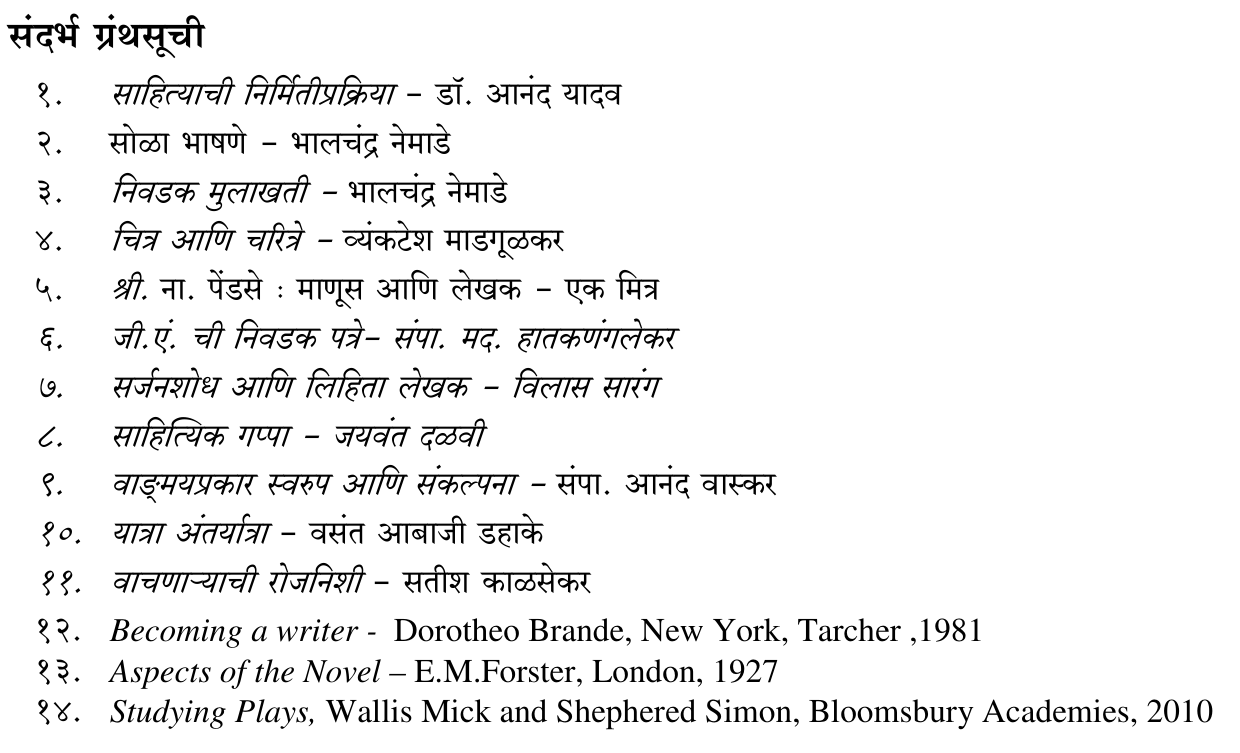 संदर्भ ग्रंथसूची
१. साहित्याची निर्मितीप्रक्रिया – डॉ. आनंद यादव
२. सोळा भाषणे – भालचंद्र नेमाडे
३. निवडक मुलाखती – भालचंद्र नेमाडे
४. चित्र आणि चरित्रे – व्यंकटेश माडगूळकर
५. श्री. ना. पेंडसे : माणूस आणि लेखक – एक मित्र
६. जी.एं. ची निवडक पत्रे– संपा. मद. हातकणंगलेकर
७. सर्जनशोध आणि लिहिता लेखक – विलास सारंग
८. साहित्यिक गप्पा – जयवंत दळवी
९. वाङ्मयप्रकार स्वरुप आणि संकल्पना – संपा. आनंद वास्कर
१०. यात्रा अंतर्यात्रा – वसंत आबाजी डहाके
११. वाचणाऱ्याची रोजनिशी – सतीश काळसेकर
१२. Becoming a writer - Dorotheo Brande, New York, Tarcher ,1981
१३. Aspects of the Novel – E.M.Forster, London, 1927
१४. Studying Plays, Wallis Mick and Shephered Simon, Bloomsbury Academies, 2010